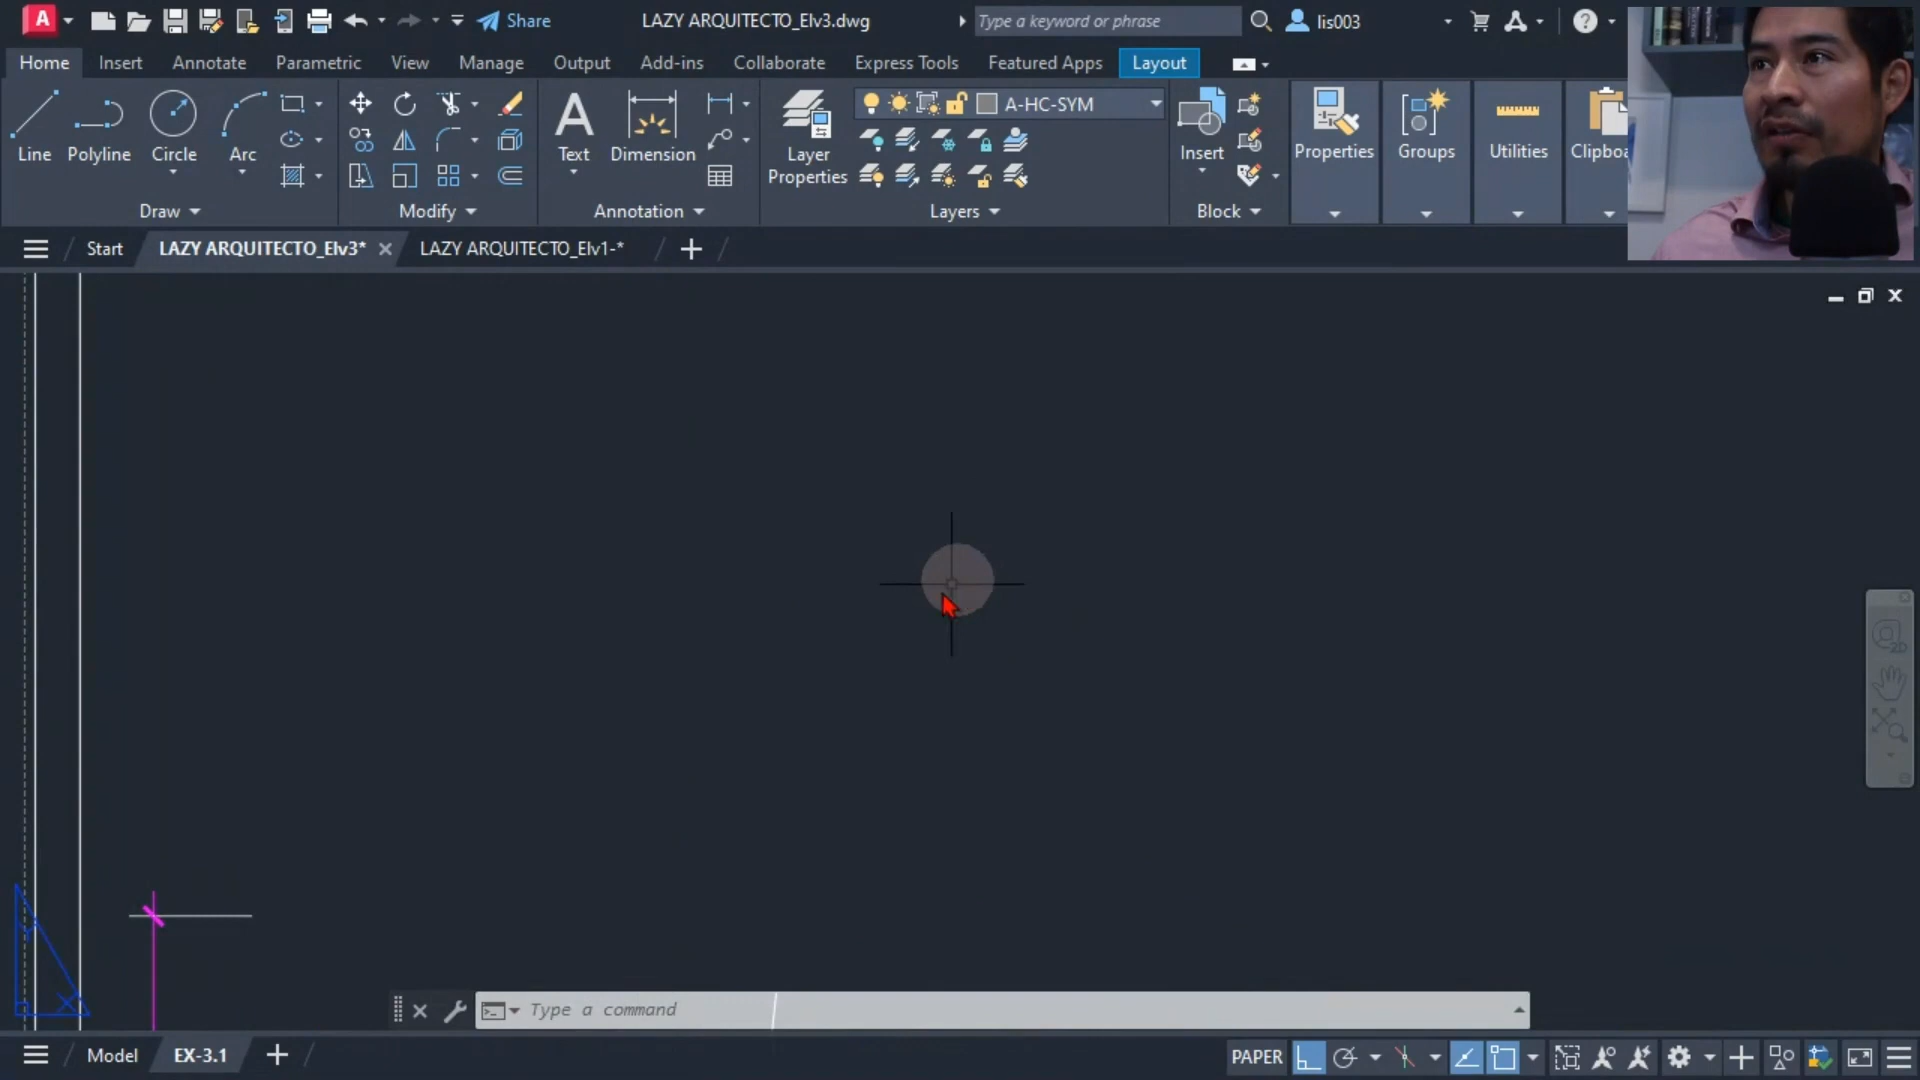 A
Share
LAZY ARQUITECTO_Elv3.dwg
Type a keyword or phrase
lis003
Home
Insert
Annotate
Parametric
View
Manage
Output
Add-ins
Collaborate
Express Tools
Featured Apps
Layout
A-HC-SYM
Line
Polyline
Circle
Arc
Text
Dimension
Layer
Properties
Insert
Properties
Groups
Utilities
Clipboa
Draw
Modify
Annotation
Layers
Block
Start
LAZY ARQUITECTO_Elv3*
LAZY ARQUITECTO_Elv1-*
2D
Y
X
Type a command
Model
EX-3.1
PAPER